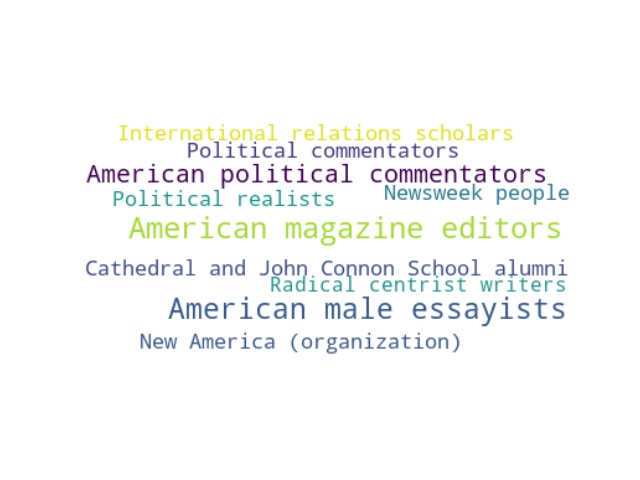 International relations scholars
Political commentators
American political commentators
Newsweek people
Political realists
American magazine editors
Cathedral and John Connon School alumni
Radical centrist writers
American male essayists
New America (organization)